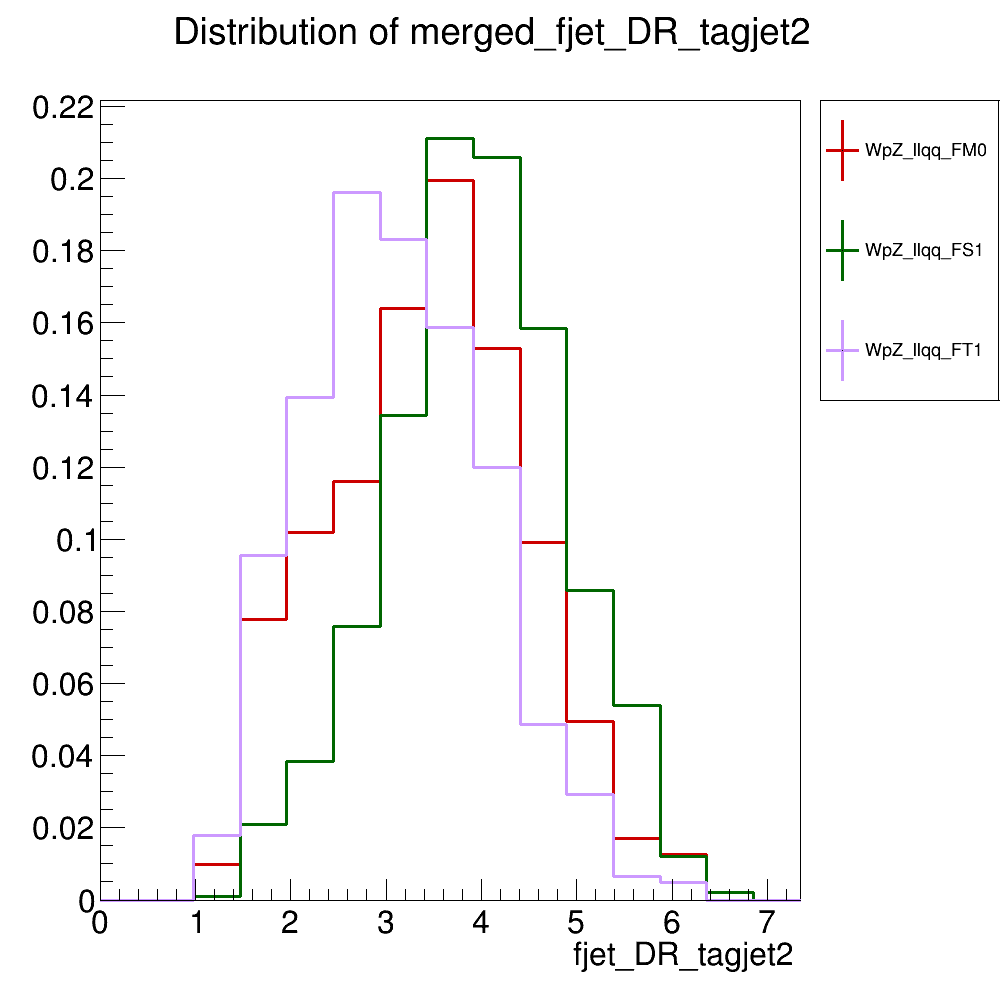 Distribution of merged_fjet_DR_tagjet2
0.22
0.2
0.18
0.16
0.14
0.12
0.1
0.08
0.06
0.04
0.02
0
0 1 2 3 4 5 6 7
fjet_DR_tagjet2
WpZ_llqq_FM0
WpZ_llqq_FS1
WpZ_llqq_FT1